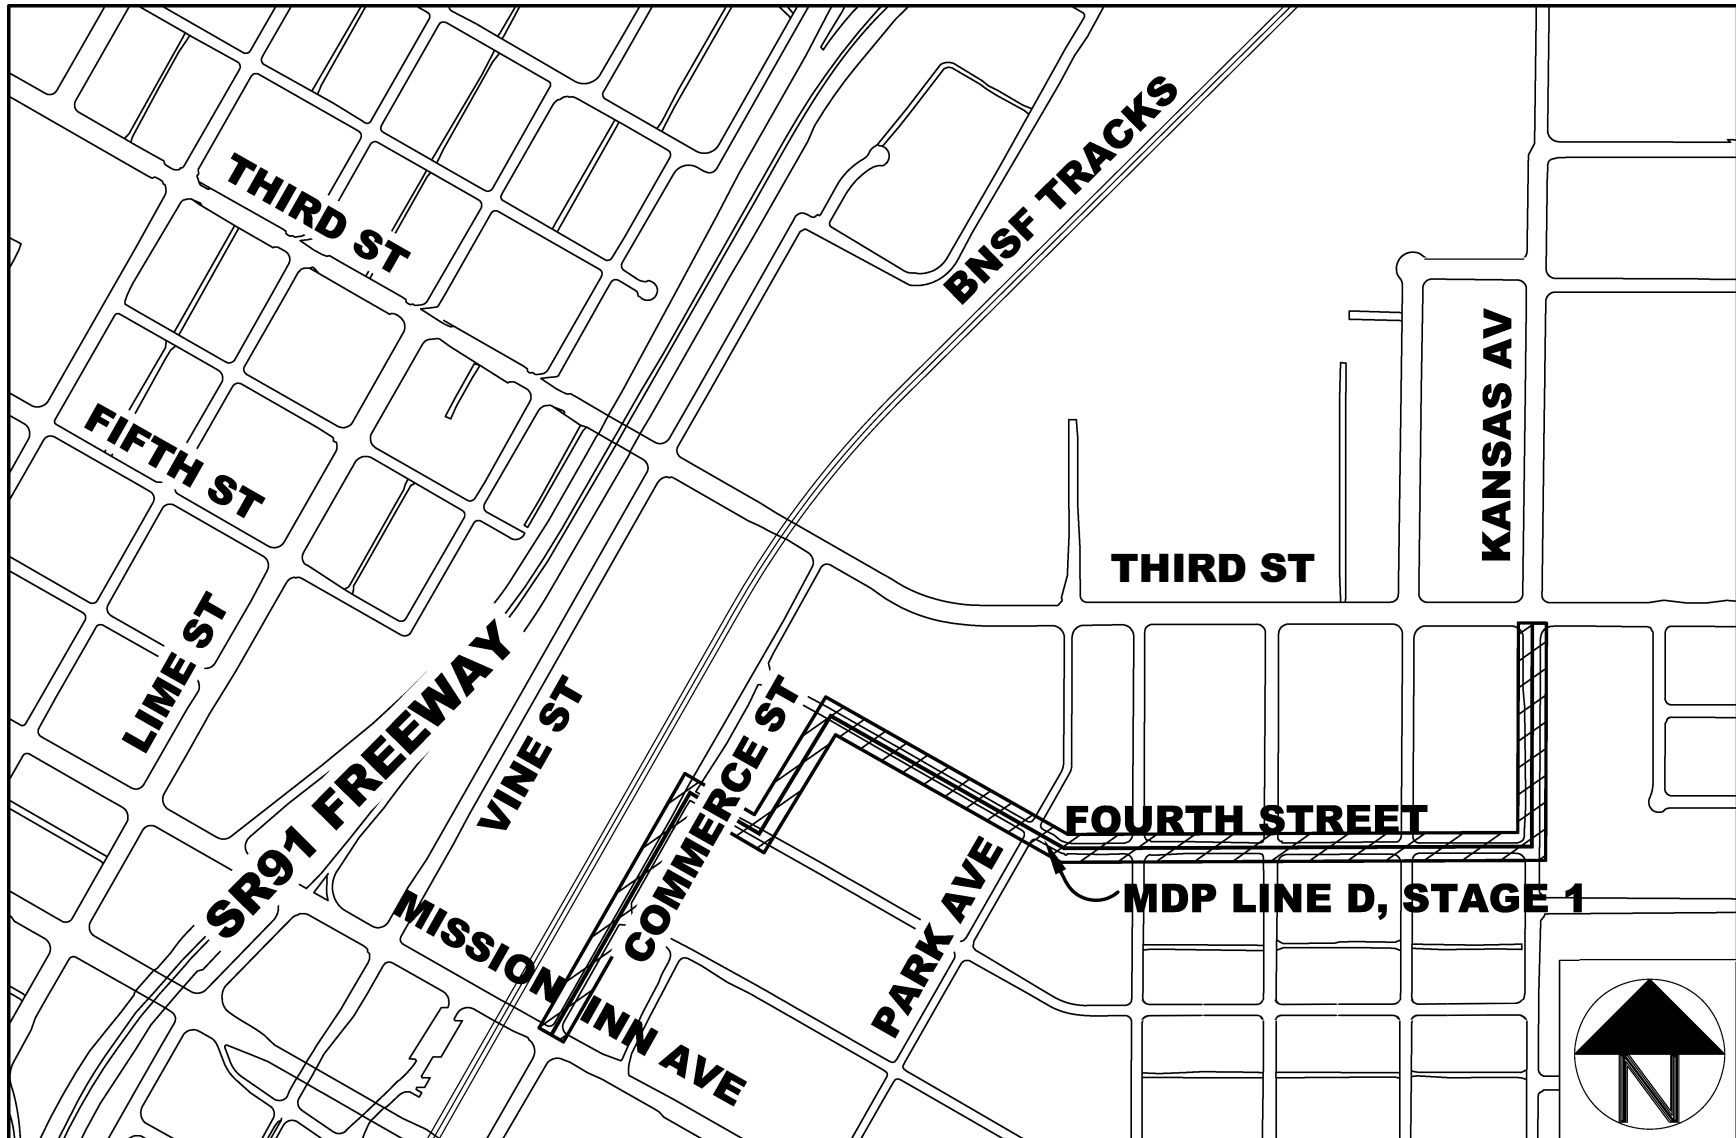 BNSF TRACKS
THIRD ST
KANSAS AV
FIFTH ST
THIRD ST
LIME ST
SR91 FREEWAY
VINE ST
COMMERCE ST
FOURTH STREET
MDP LINE D, STAGE 1
PARK AVE
MISSION INN AVE
N